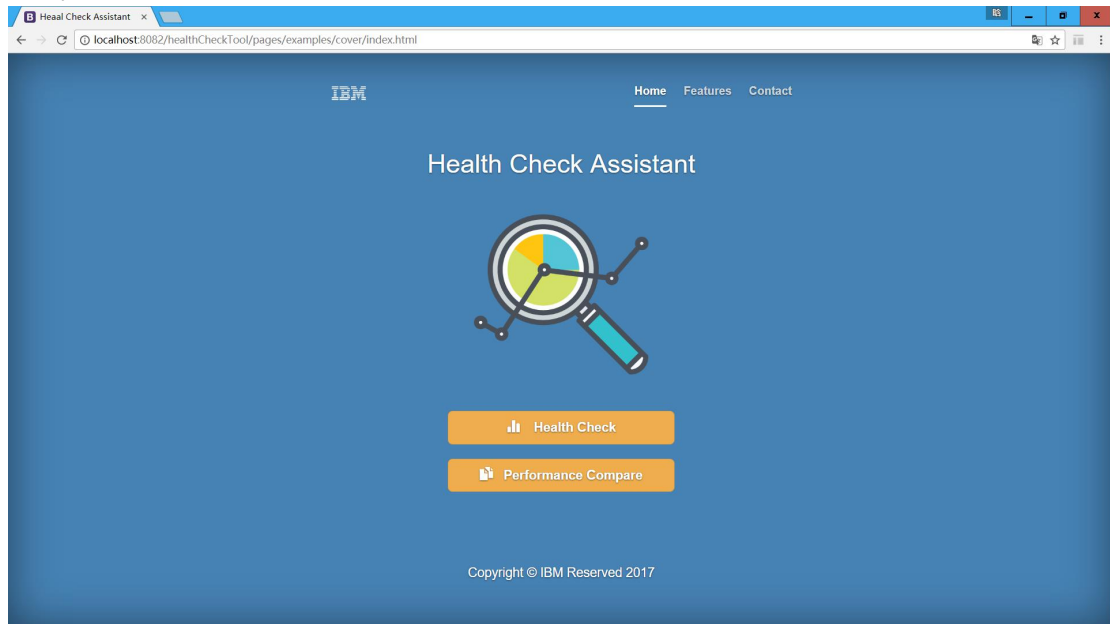 Heaal Check Assistant
localhost:8082/healthCheckTool/pages/examples/cover/index.html
IBM
Home Features Contact
Health Check Assistant
Health Check
Performance Compare
Copyright © IBM Reserved 2017